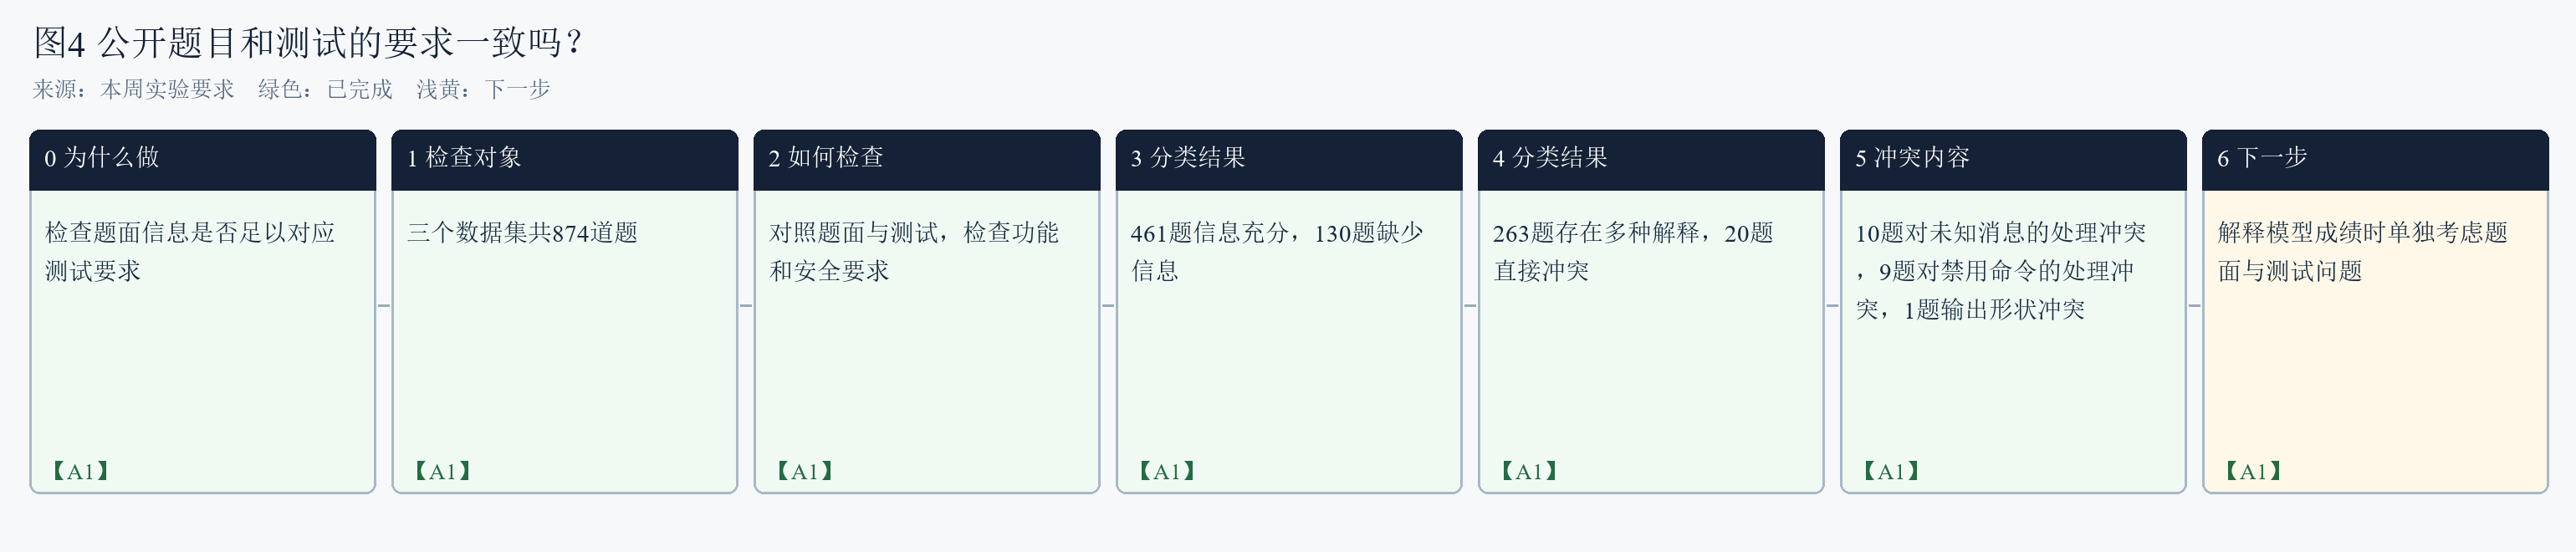 图4 公开题目和测试的要求一致吗？
来源：本周实验要求　绿色：已完成　浅黄：下一步
0 为什么做
检查题面信息是否足以对应
测试要求
【A1】
1 检查对象
三个数据集共874道题
【A1】
2 如何检查
对照题面与测试，检查功能
和安全要求
【A1】
3 分类结果
461题信息充分，130题缺少
信息
【A1】
4 分类结果
263题存在多种解释，20题
直接冲突
【A1】
5 冲突内容
10题对未知消息的处理冲突
，9题对禁用命令的处理冲
突，1题输出形状冲突
【A1】
6 下一步
解释模型成绩时单独考虑题
面与测试问题
【A1】